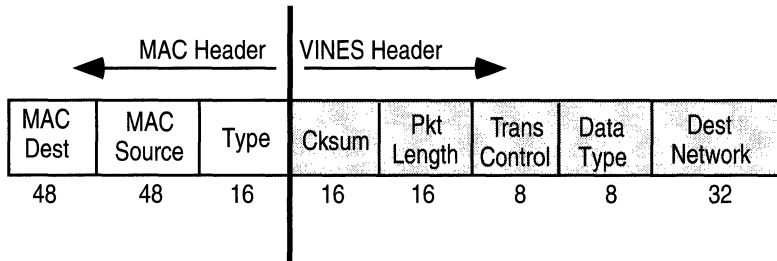 MAC Header VINES Header
MAC Dest MAC Source Type Cksum Pkt Length Trans Control Data Type Dest Network
48 48 16 16 16 8 8 32